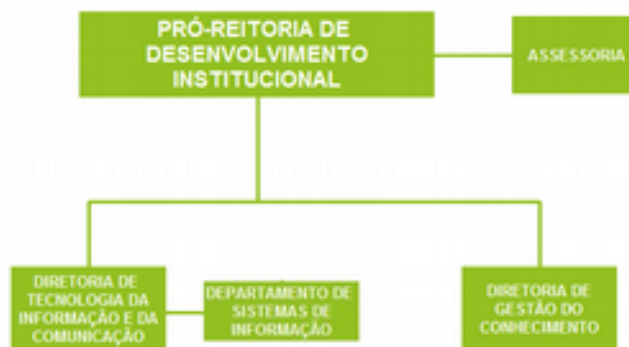 PRÓ-REITORIA DE
DESENVOLVIMENTO
INSTITUCIONAL
ASSESSORIA
DIRETORIA DE
TECNOLOGIA DA
INFORMAÇÃO E DA
COMUNICAÇÃO
DEPARTAMENTO DE
SISTEMAS DE
INFORMAÇÃO
DIRETORIA DE
GESTÃO DO
CONHECIMENTO